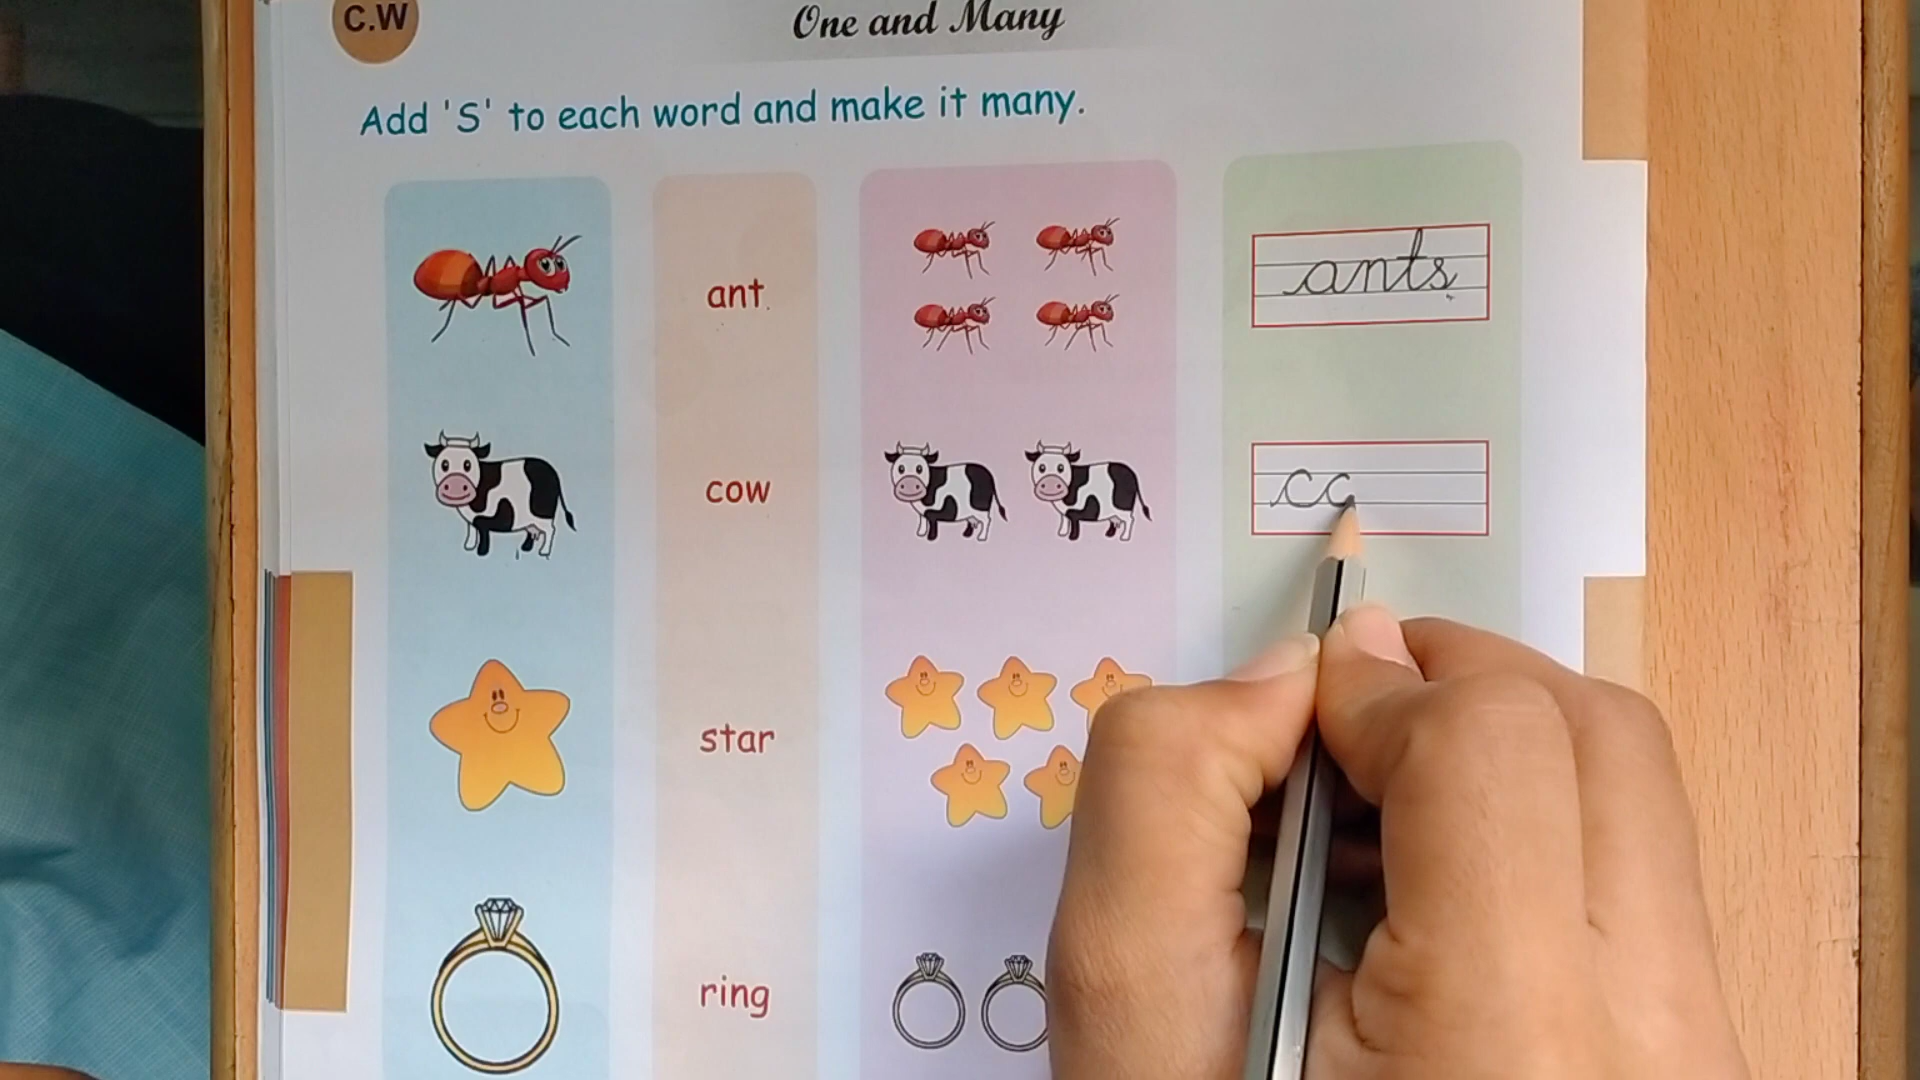 C.W
One and Many
Add 'S' to each word and make it many.
ant
ants
cow
star
ring